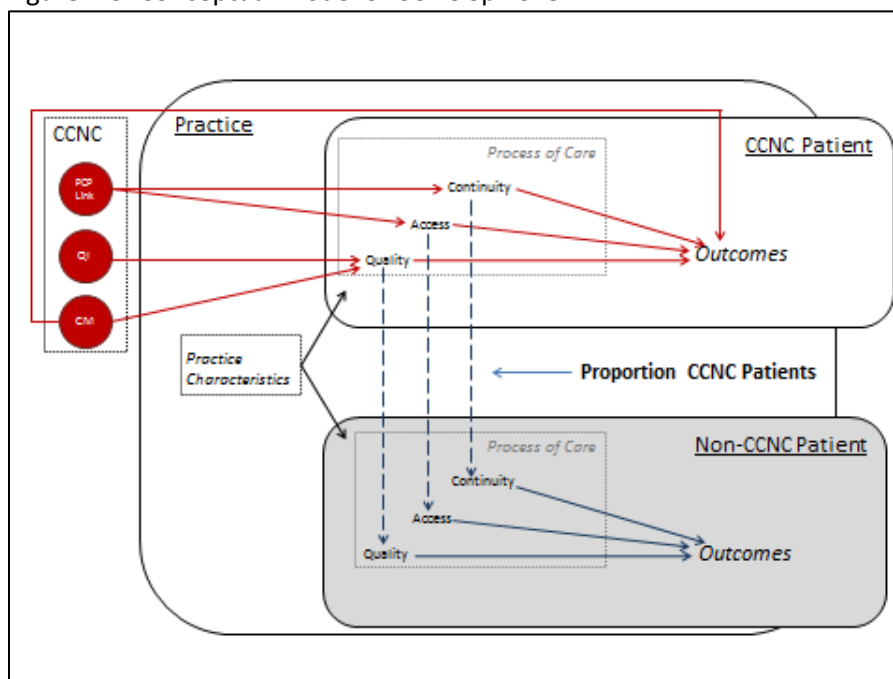 CCNC
PCP
Link
QI
CM
Practice
CCNC Patient
Process of Care
Continuity
Access
Quality
Outcomes
Practice
Characteristics
Proportion CCNC Patients
Non-CCNC Patient
Process of Care
Continuity
Access
Quality
Outcomes